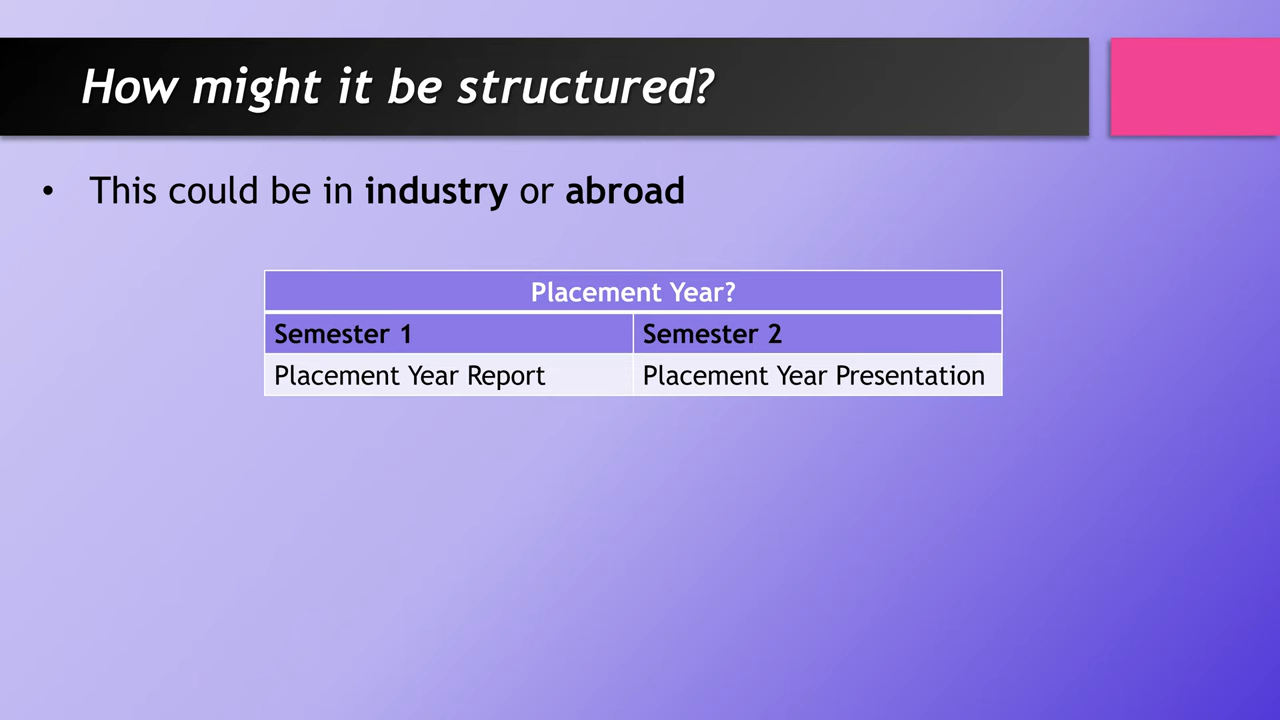 How might it be structured?
• This could be in industry or abroad
Placement Year?
Semester 1 Semester 2
Placement Year Report Placement Year Presentation